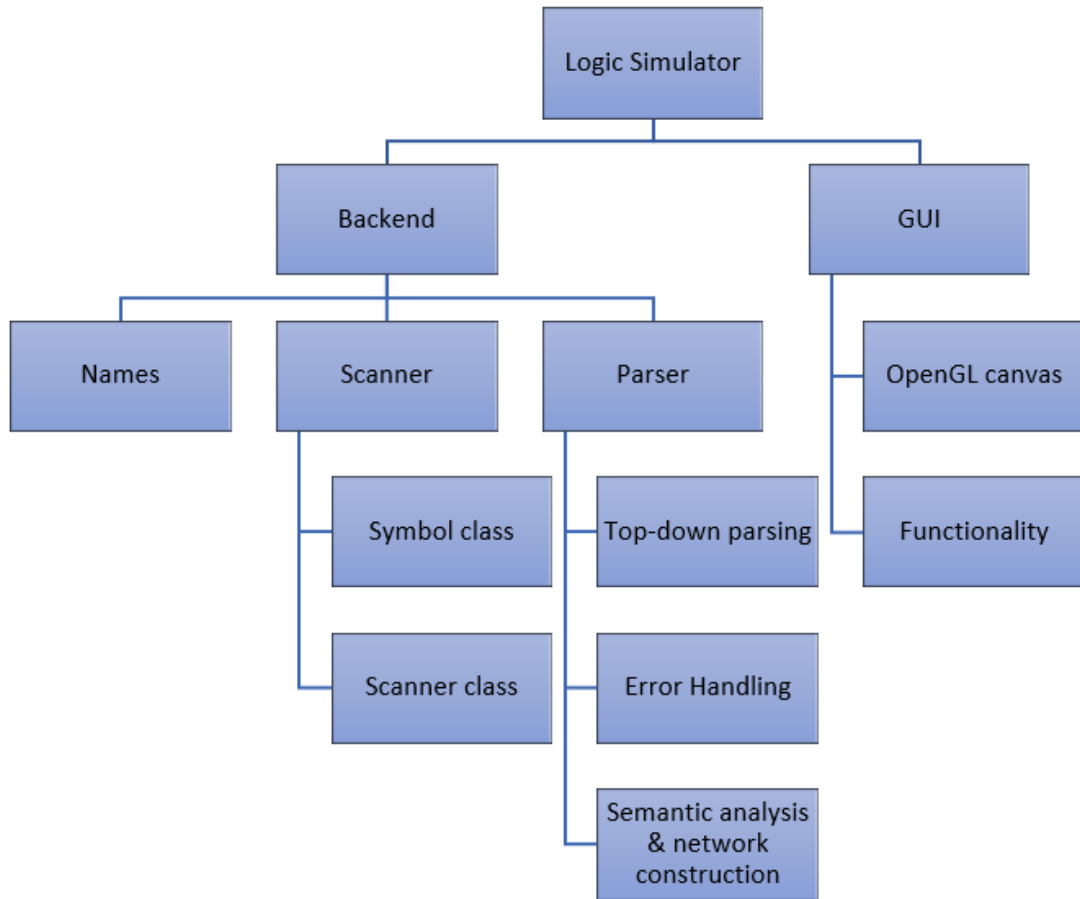 Logic Simulator
Backend
GUI
Names
Scanner
Parser
OpenGL canvas
Symbol class
Top-down parsing
Functionality
Scanner class
Error Handling
Semantic analysis
& network
construction